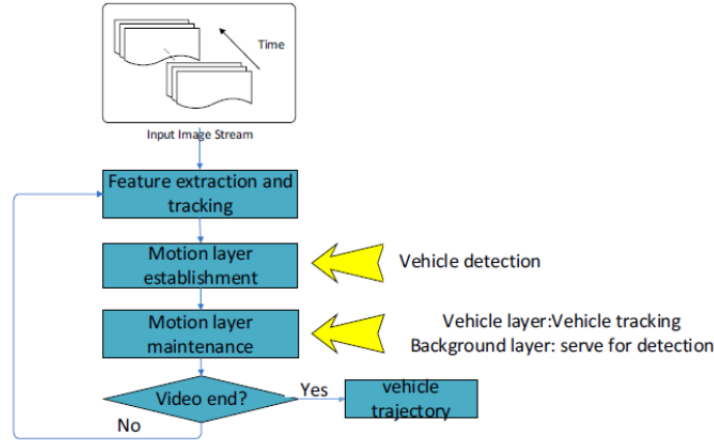 Time
Input Image Stream
Feature extraction and
tracking
Motion layer
establishment
Vehicle detection
Motion layer
maintenance
Vehicle layer:Vehicle tracking
Background layer: serve for detection
Video end?
Yes
vehicle
trajectory
No